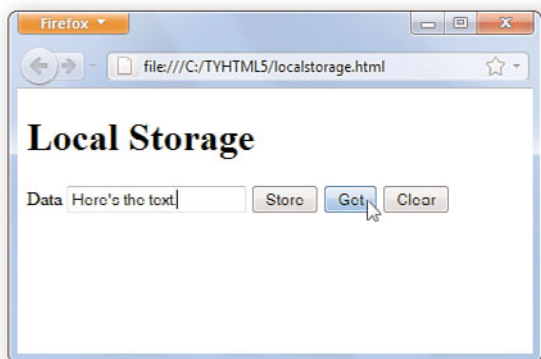 Firefox
file:///C:/TYHTML5/localstorage.html
Local Storage
Data Here's the text. Store Get Clear